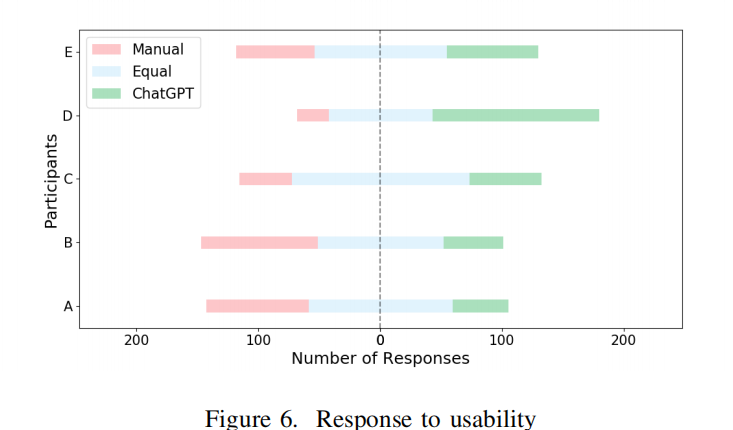 Manual
Equal
ChatGPT
Participants
E
D
C
B
A
200 100 0 100 200
Number of Responses
Figure 6. Response to usability